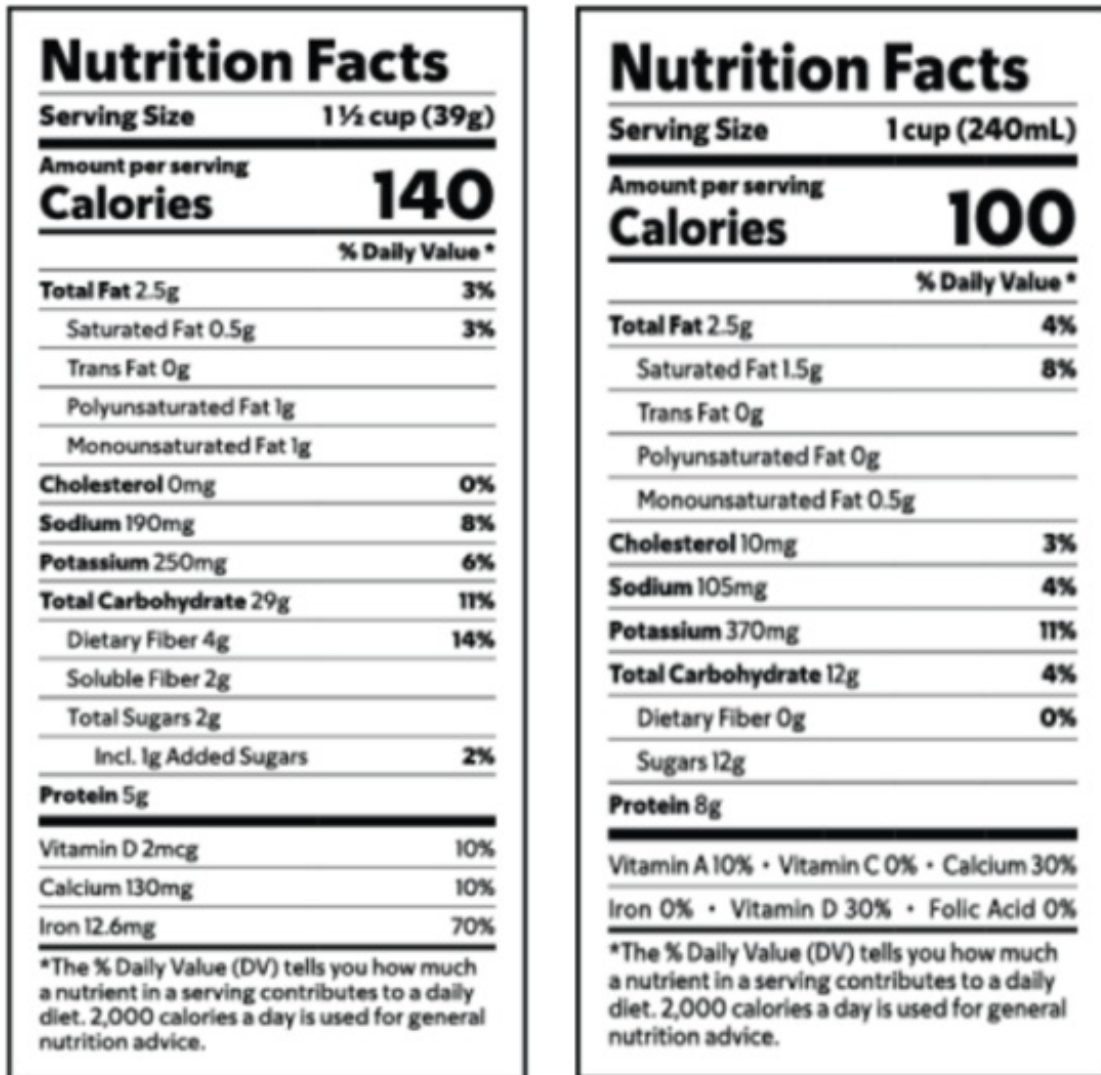 Nutrition Facts
Serving Size 1 ½ cup (39g)
Amount per serving
Calories 140
% Daily Value *
Total Fat 2.5g 3%
Saturated Fat 0.5g 3%
Trans Fat 0g
Polyunsaturated Fat 1g
Monounsaturated Fat 1g
Cholesterol 0mg 0%
Sodium 190mg 8%
Potassium 250mg 6%
Total Carbohydrate 29g 11%
Dietary Fiber 4g 14%
Soluble Fiber 2g
Total Sugars 2g
Incl. 1g Added Sugars 2%
Protein 5g
Vitamin D 2mcg 10%
Calcium 130mg 10%
Iron 12.6mg 70%
*The % Daily Value (DV) tells you how much
a nutrient in a serving contributes to a daily
diet. 2,000 calories a day is used for general
nutrition advice.
Nutrition Facts
Serving Size 1 cup (240mL)
Amount per serving
Calories 100
% Daily Value *
Total Fat 2.5g 4%
Saturated Fat 1.5g 8%
Trans Fat 0g
Polyunsaturated Fat 0g
Monounsaturated Fat 0.5g
Cholesterol 10mg 3%
Sodium 105mg 4%
Potassium 370mg 11%
Total Carbohydrate 12g 4%
Dietary Fiber 0g 0%
Sugars 12g
Protein 8g
Vitamin A 10% • Vitamin C 0% • Calcium 30%
Iron 0% • Vitamin D 30% • Folic Acid 0%
*The % Daily Value (DV) tells you how much
a nutrient in a serving contributes to a daily
diet. 2,000 calories a day is used for general
nutrition advice.